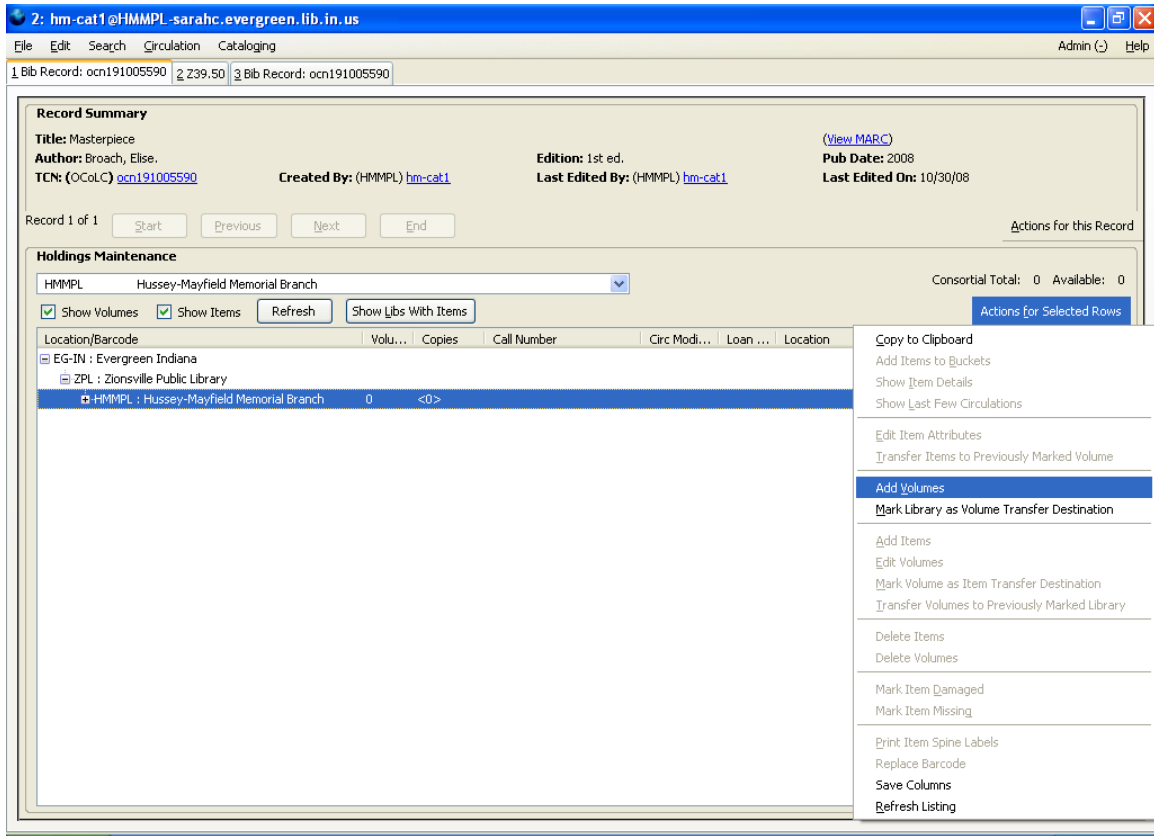 2: hm-cat1@HMMPL-sarahc.evergreen.lib.in.us
File Edit Search Circulation Cataloging Admin (-) Help
1 Bib Record: ocn191005590 2 Z39.50 3 Bib Record: ocn191005590
Record Summary
Title: Masterpiece (View MARC)
Author: Broach, Elise. Edition: 1st ed. Pub Date: 2008
TCN: (OCoLC) ocn191005590 Created By: (HMMPL) hm-cat1 Last Edited By: (HMMPL) hm-cat1 Last Edited On: 10/30/08
Record 1 of 1 Start Previous Next End Actions for this Record
Holdings Maintenance
HMMPL Hussey-Mayfield Memorial Branch Consortial Total: 0 Available: 0
Show Volumes Show Items Refresh Show Libs With Items Actions for Selected Rows
Location/Barcode Volu... Copies Call Number Circ Modi... Loan ... Location
EG-IN : Evergreen Indiana
ZPL : Zionsville Public Library
HMMPL : Hussey-Mayfield Memorial Branch 0 <0>
Copy to Clipboard
Add Items to Buckets
Show Item Details
Show Last Few Circulations
Edit Item Attributes
Transfer Items to Previously Marked Volume
Add Volumes
Mark Library as Volume Transfer Destination
Add Items
Edit Volumes
Mark Volume as Item Transfer Destination
Transfer Volumes to Previously Marked Library
Delete Items
Delete Volumes
Mark Item Damaged
Mark Item Missing
Print Item Spine Labels
Replace Barcode
Save Columns
Refresh Listing